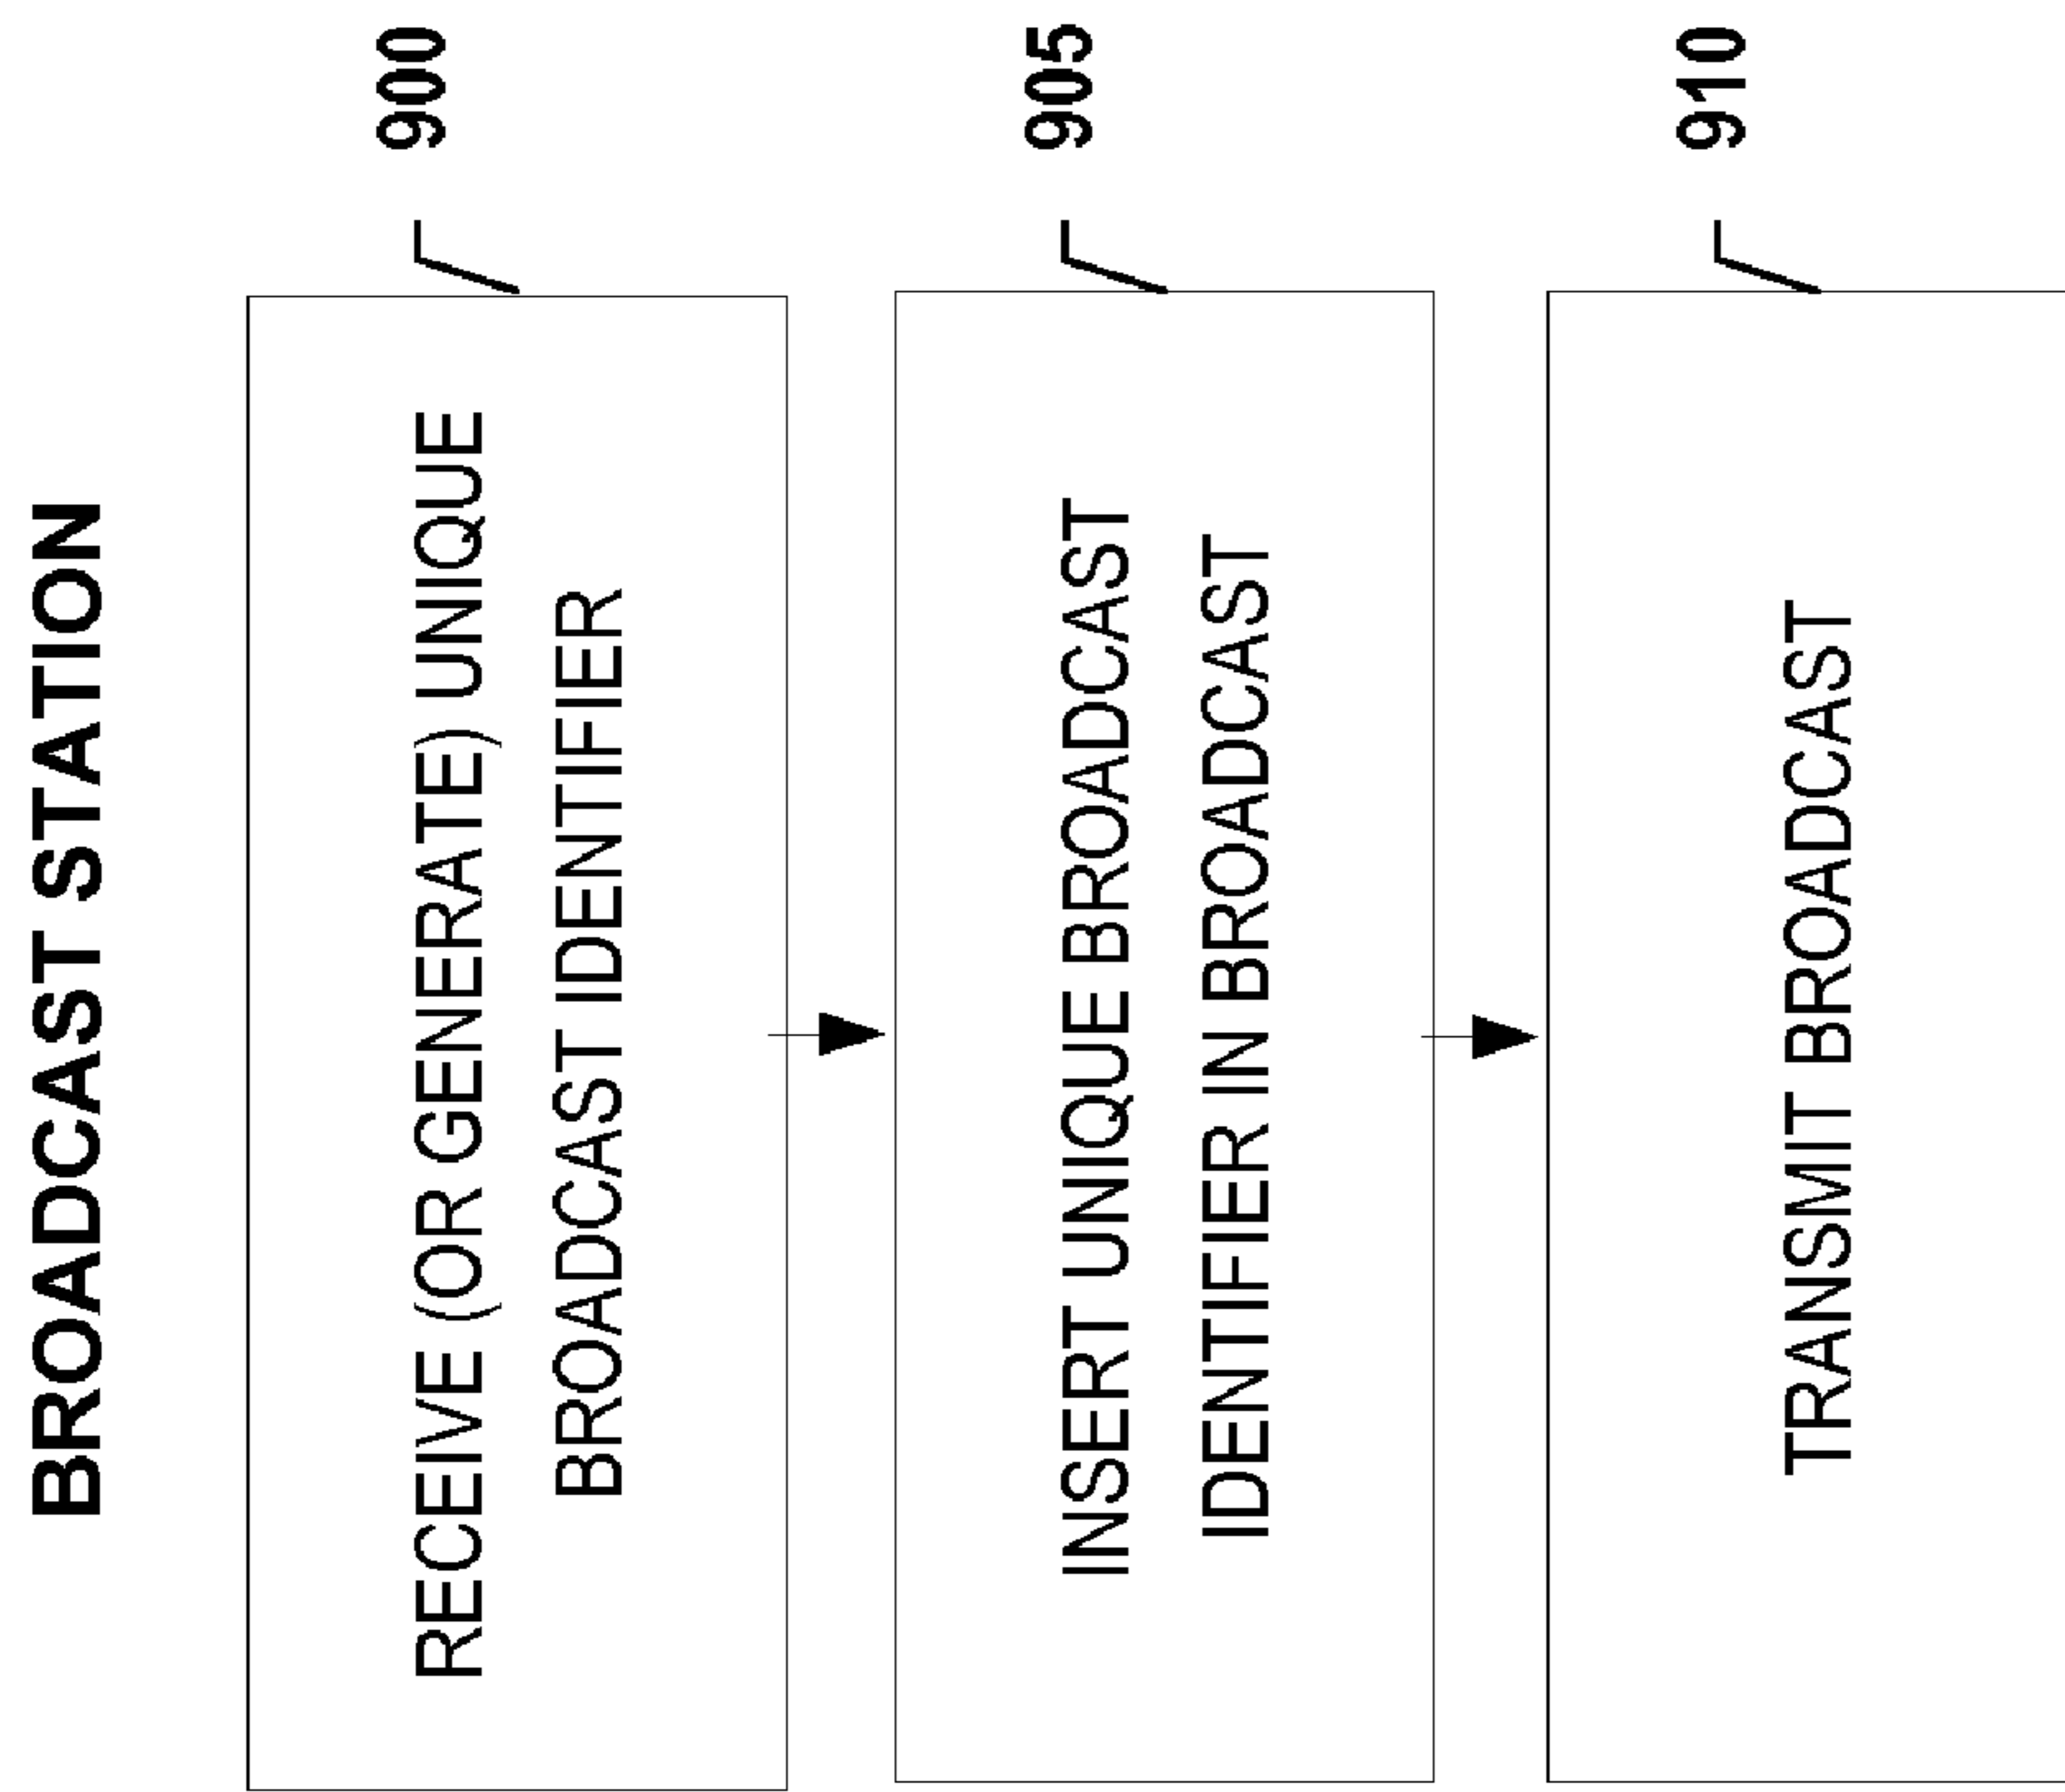 BROADCAST STATION
RECEIVE (OR GENERATE) UNIQUE
BROADCAST IDENTIFIER
900
INSERT UNIQUE BROADCAST
IDENTIFIER IN BROADCAST
905
TRANSMIT BROADCAST
910